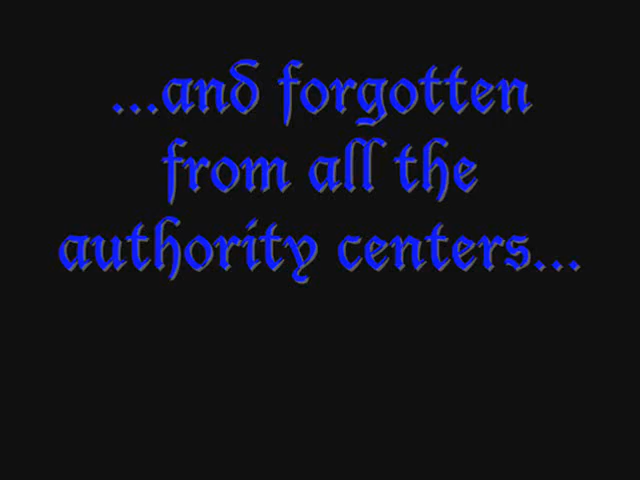 ...and forgotten
from all the
authority centers...